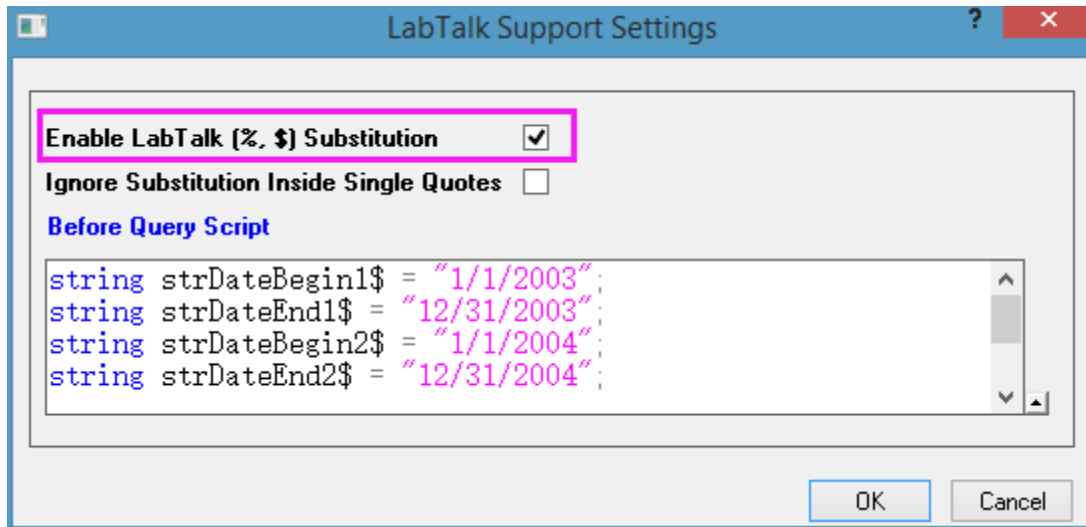 LabTalk Support Settings
?
Enable LabTalk (%, $) Substitution
Ignore Substitution Inside Single Quotes
Before Query Script
string strDateBegin1$ = "1/1/2003";
string strDateEnd1$ = "12/31/2003";
string strDateBegin2$ = "1/1/2004";
string strDateEnd2$ = "12/31/2004";
OK
Cancel